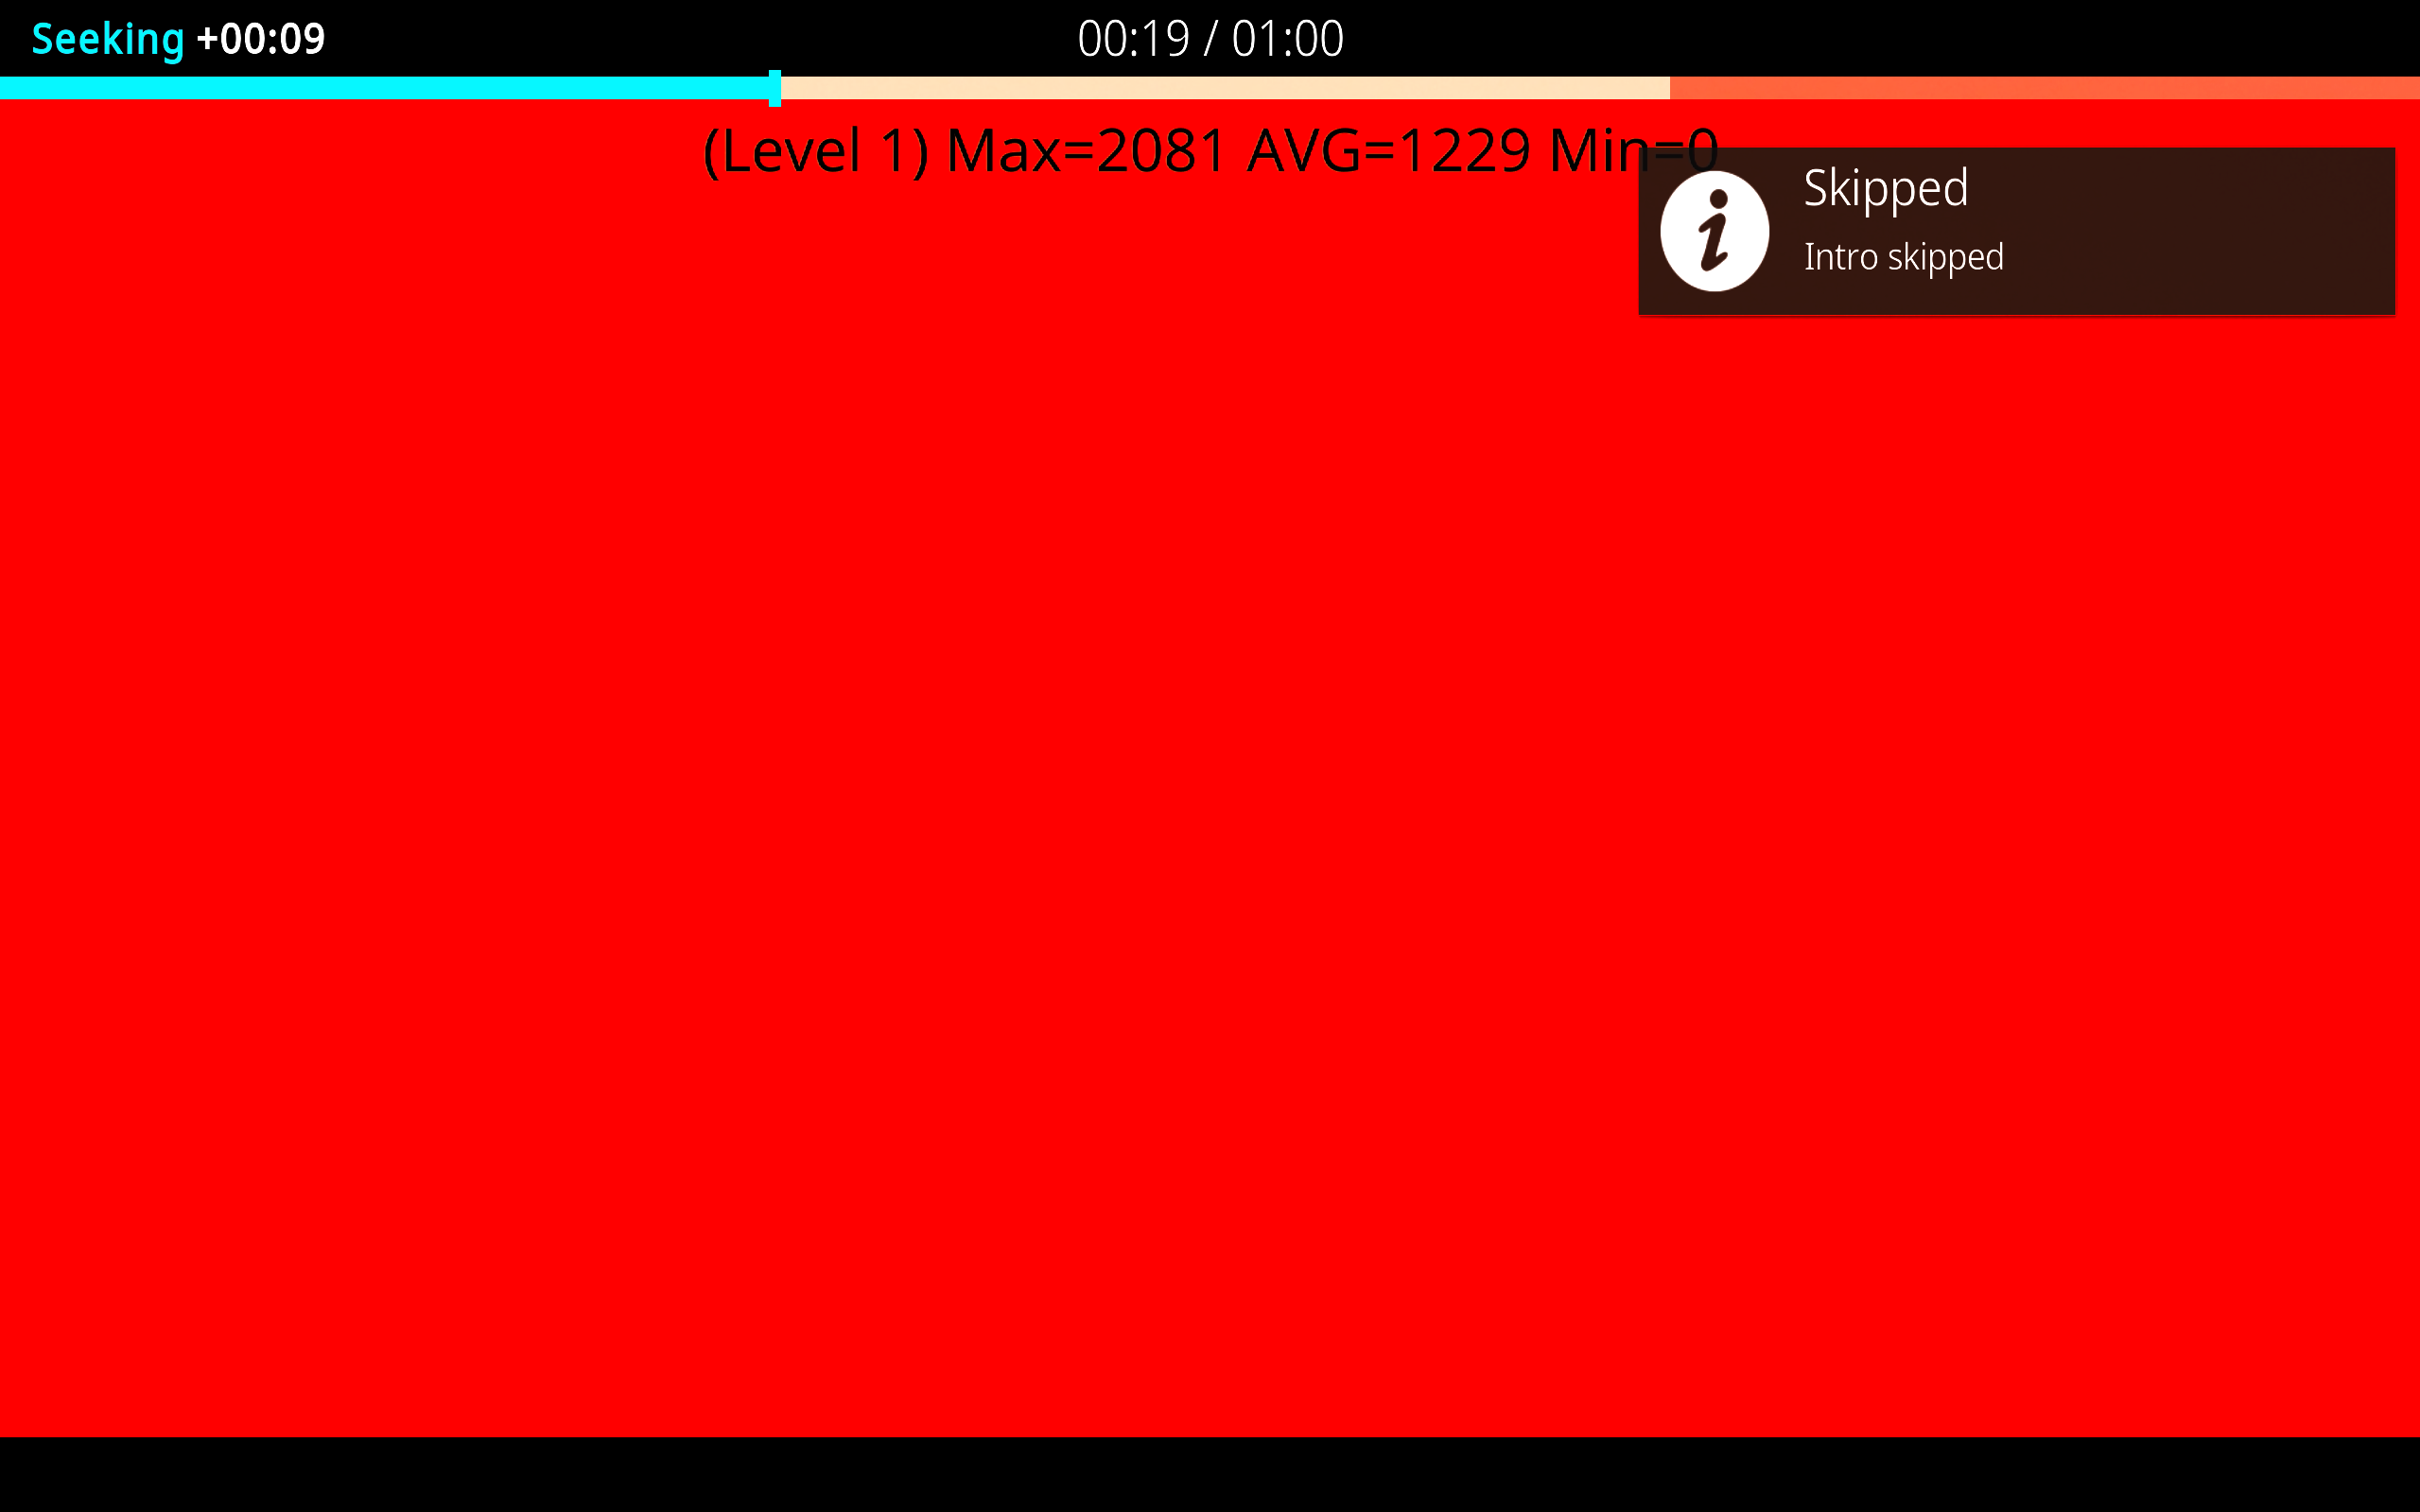 Seeking +00:09
00:19 / 01:00
(Level 1) Max=2081 AVG=1229 Min=0
Skipped
Intro skipped